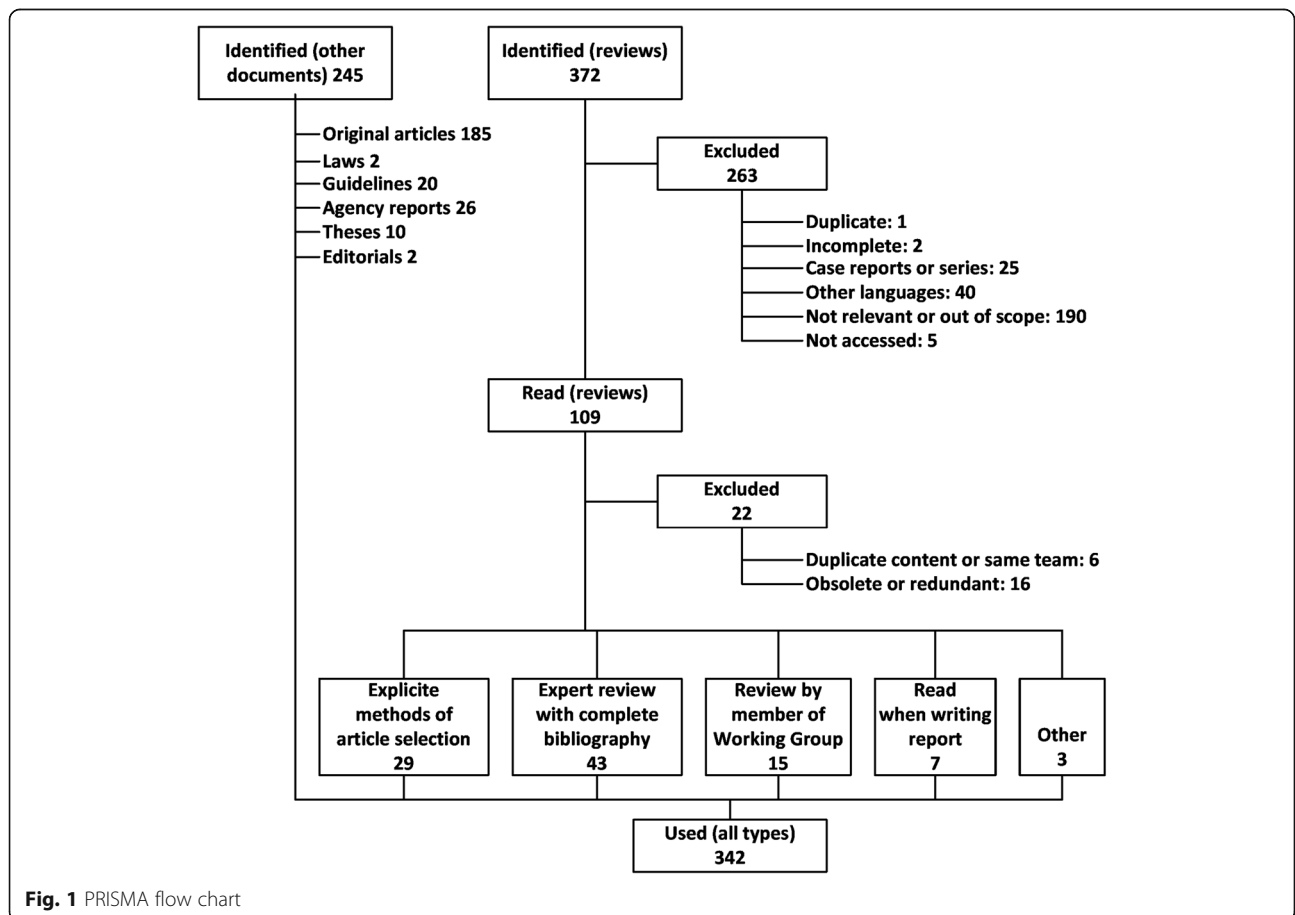 Identified (other
documents) 245
Identified (reviews)
372
Original articles 185
Laws 2
Guidelines 20
Agency reports 26
Theses 10
Editorials 2
Excluded
263
Duplicate: 1
Incomplete: 2
Case reports or series: 25
Other languages: 40
Not relevant or out of scope: 190
Not accessed: 5
Read (reviews)
109
Excluded
22
Duplicate content or same team: 6
Obsolete or redundant: 16
Explicite
methods of
article selection
29
Expert review
with complete
bibliography
43
Review by
member of
Working Group
15
Read
when writing
report
7
Other
3
Used (all types)
342
Fig. 1 PRISMA flow chart